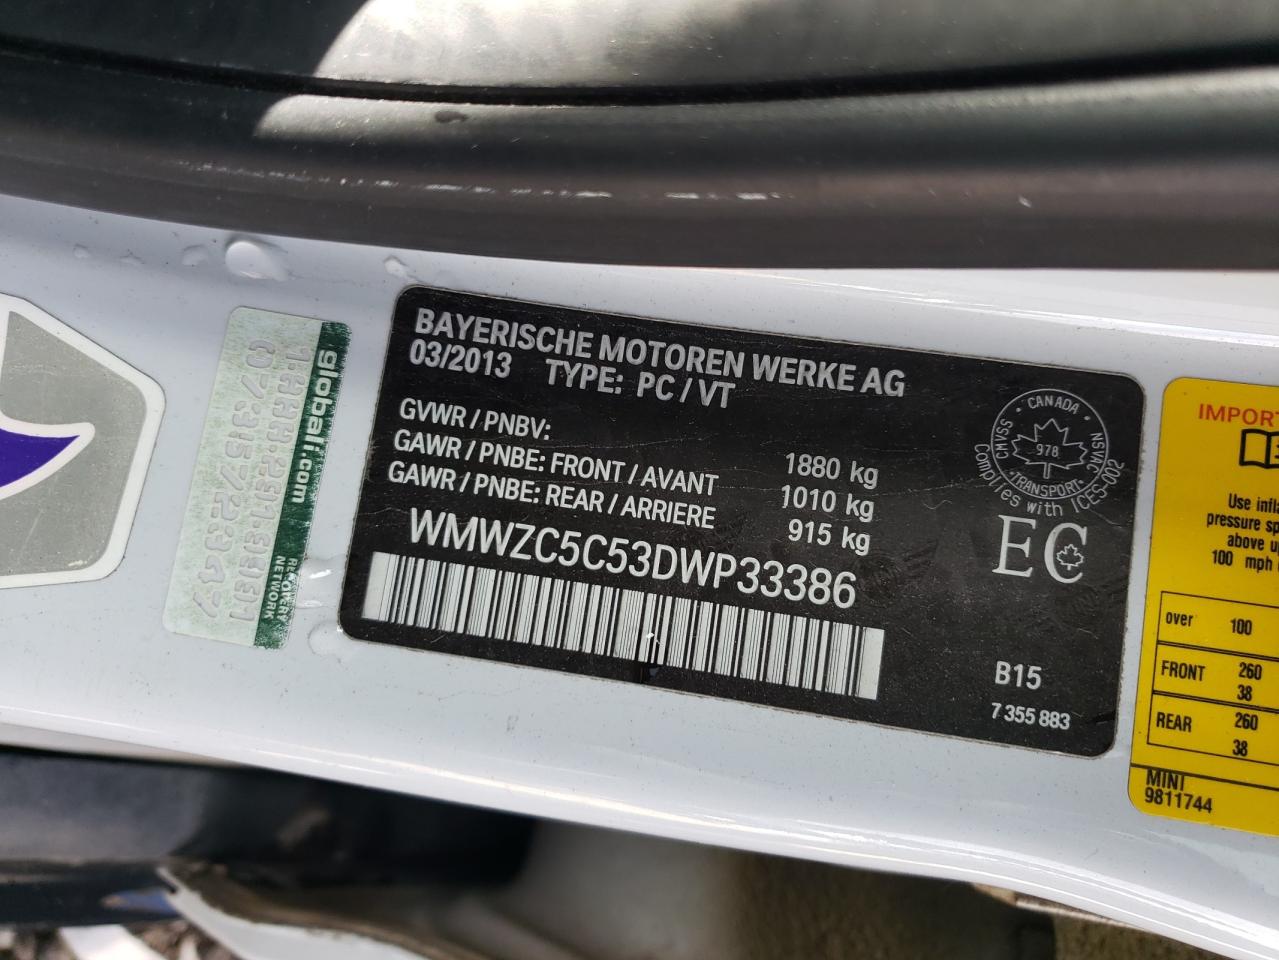 BAYERISCHE MOTOREN WERKE AG
03/2013 TYPE: PC / VT
GVWR / PNBV: 1880 kg
GAWR / PNBE: FRONT / AVANT 1010 kg
GAWR / PNBE: REAR / ARRIERE 915 kg
WMWZC5C53DWP33386
CANADA
CMVSS NSVAC
978
TRANSPORT
Complies with ICES-002
EC
B15
7 355 883
globali.com
RECOVERY
NETWORK
IMPORT
Use infla
pressure sp
above u
100 mph
over 100
FRONT 260
38
REAR 260
38
MINI
9811744